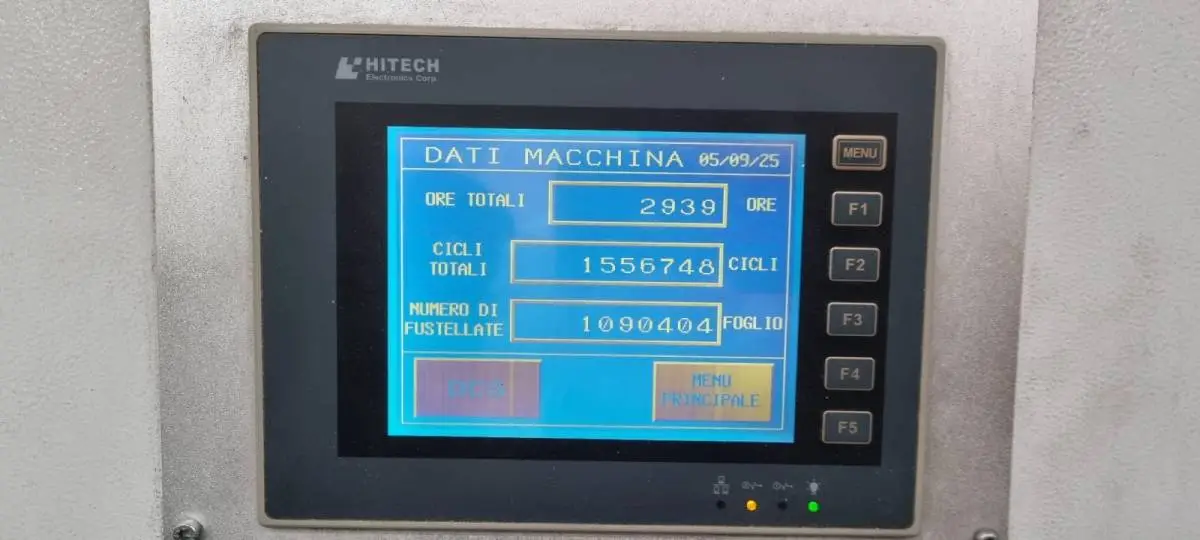 HITECH
Electronics Corp.
DATI MACCHINA 05/09/25
MENU
ORE TOTALI 2939 ORE
F1
CICLI
TOTALI
1556748 CICLI
F2
NUMERO DI
FUSTELLATE
1090404 FOGLIO
F3
DCS
MENU
PRINCIPALE
F4
F5